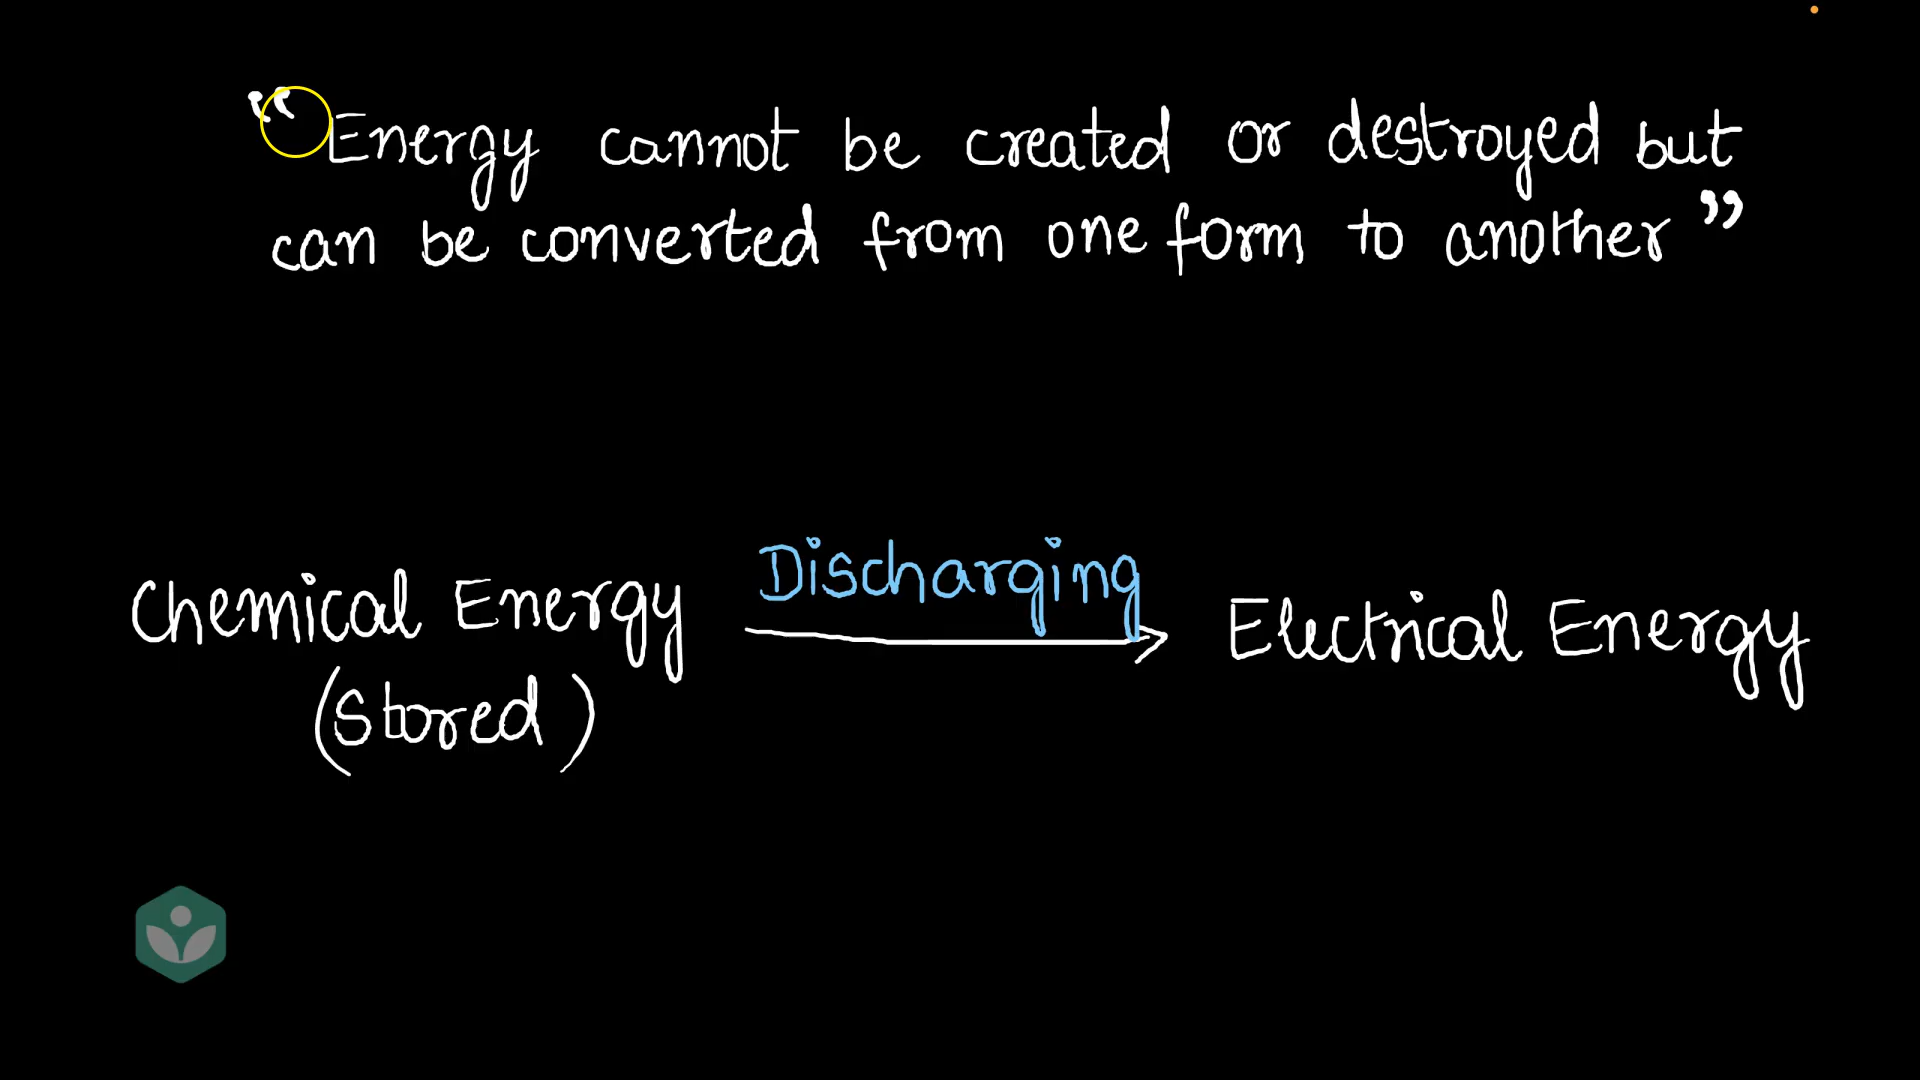 “Energy cannot be created or destroyed but
can be converted from one form to another”
Discharging
Chemical Energy
(Stored)
Electrical Energy